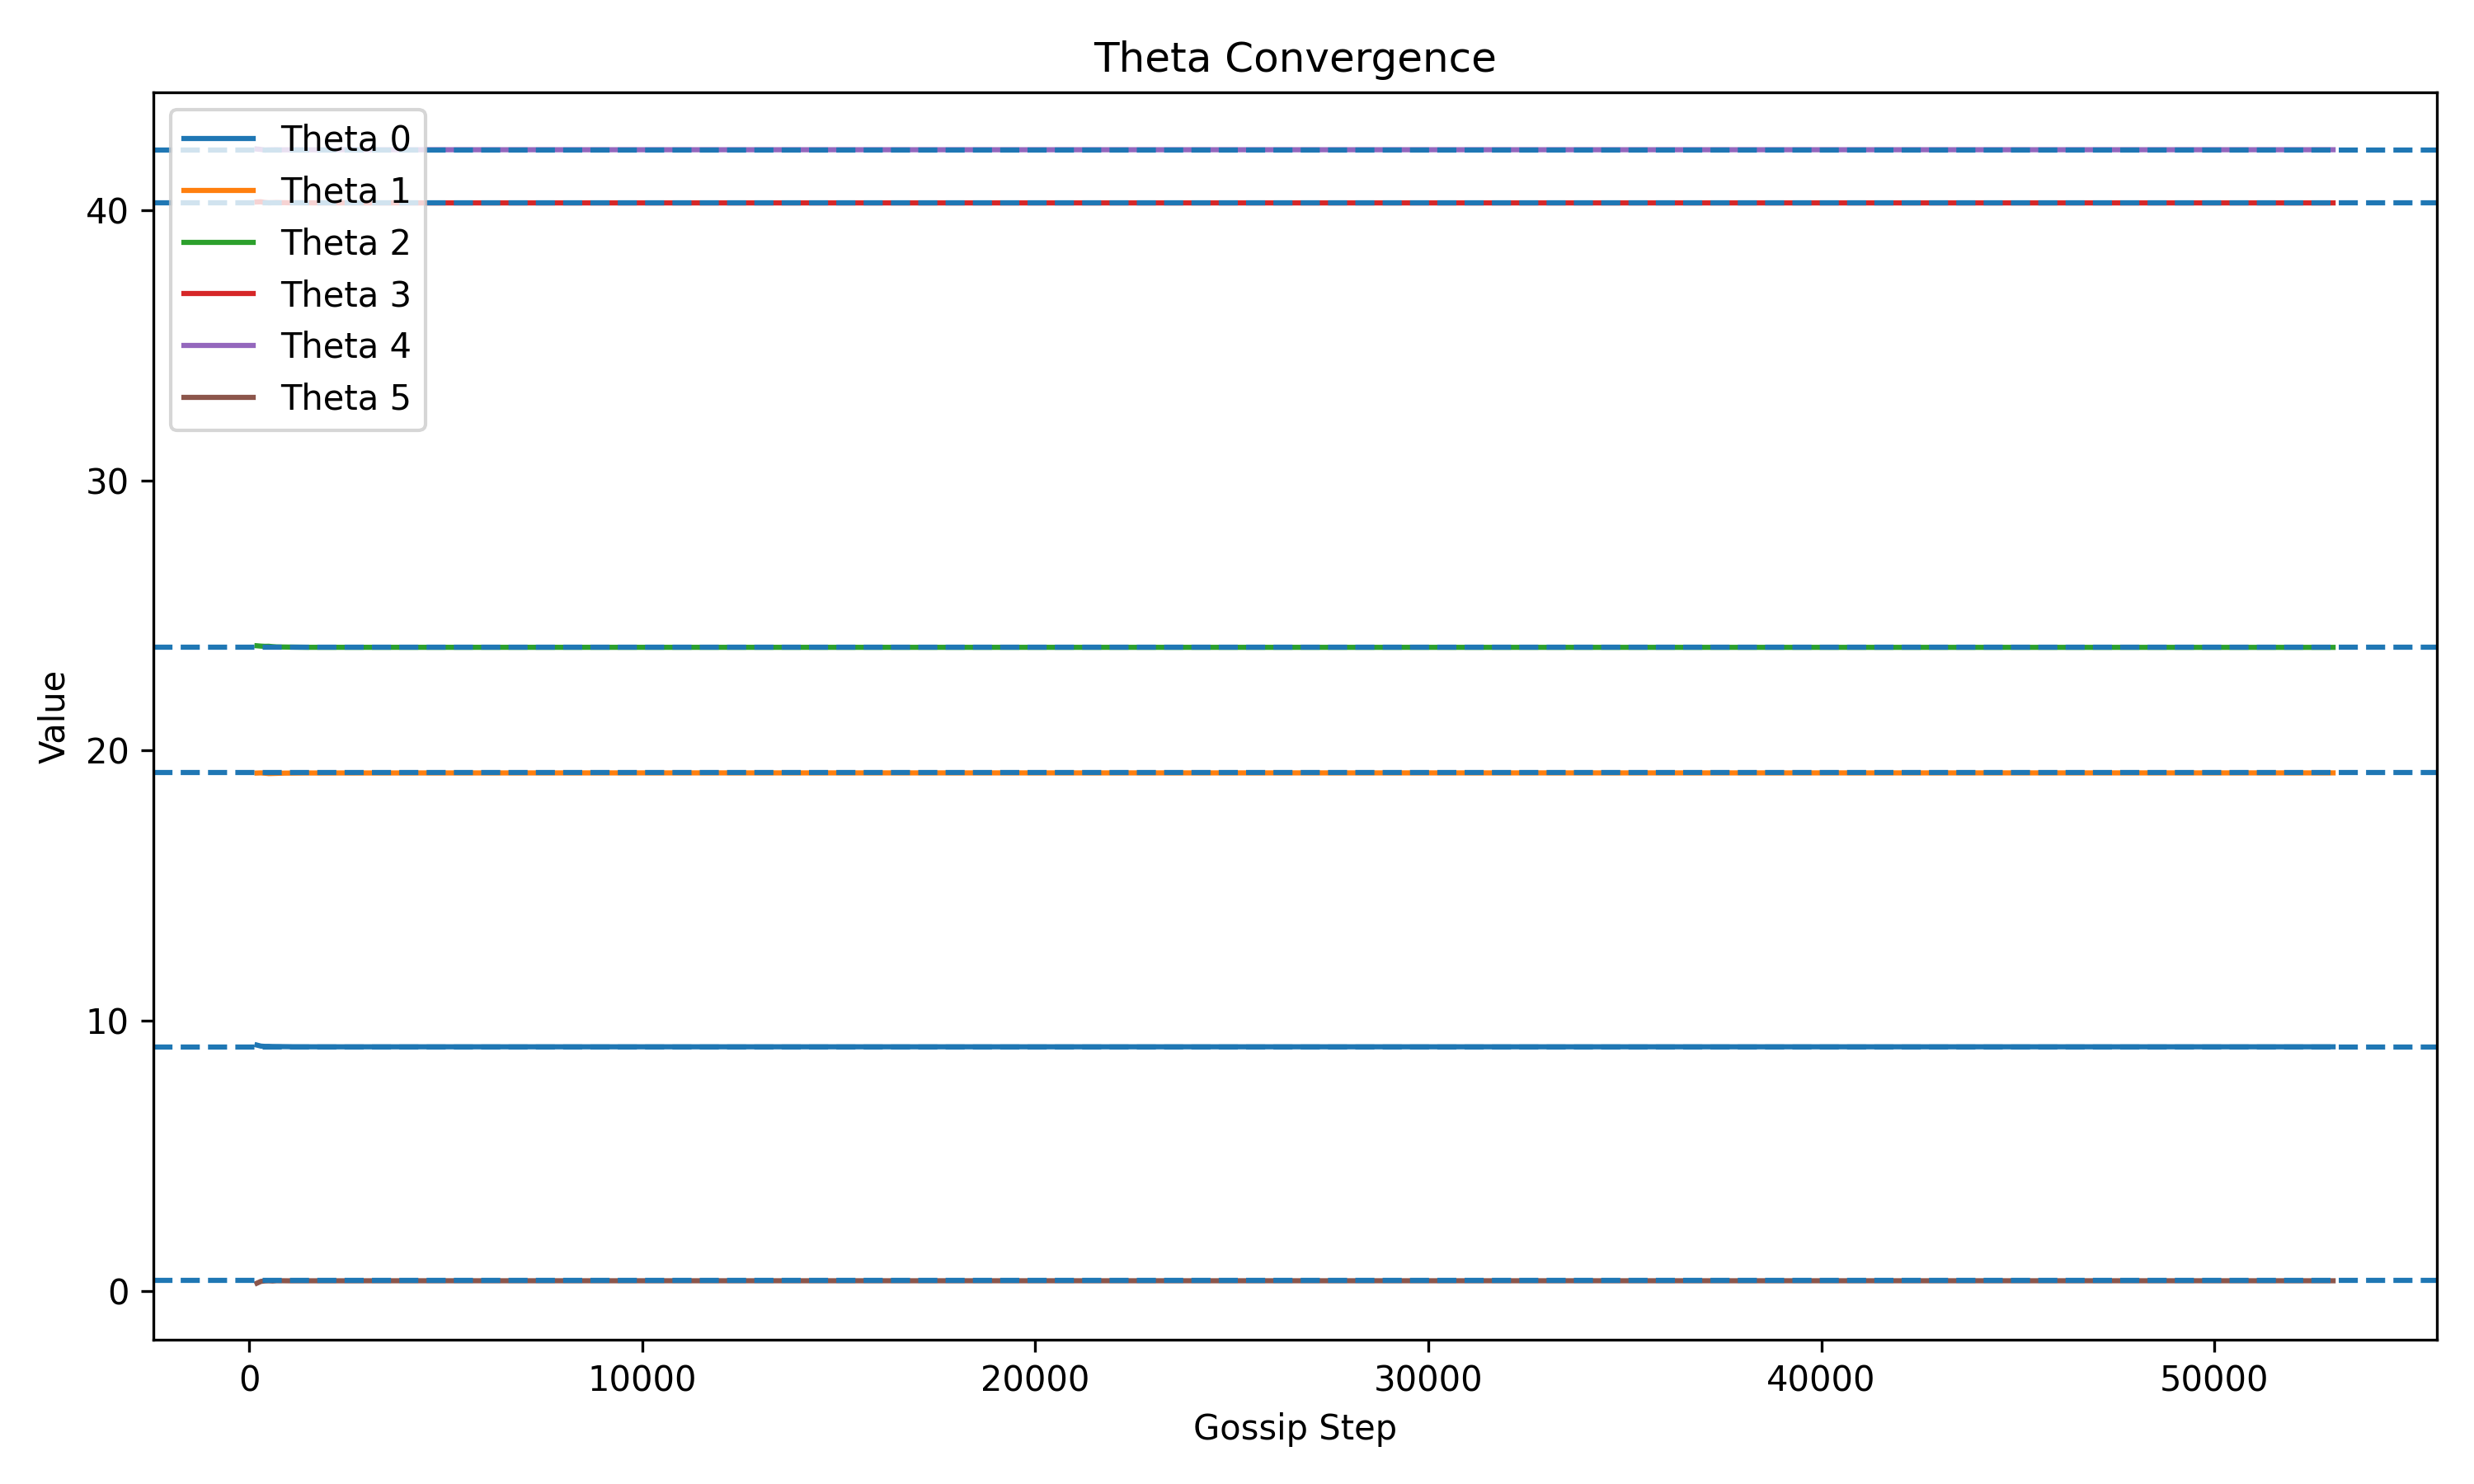 Theta Convergence
Theta 0
Theta 1
Theta 2
Theta 3
Theta 4
Theta 5
40
30
20
10
0
Value
0 10000 20000 30000 40000 50000
Gossip Step